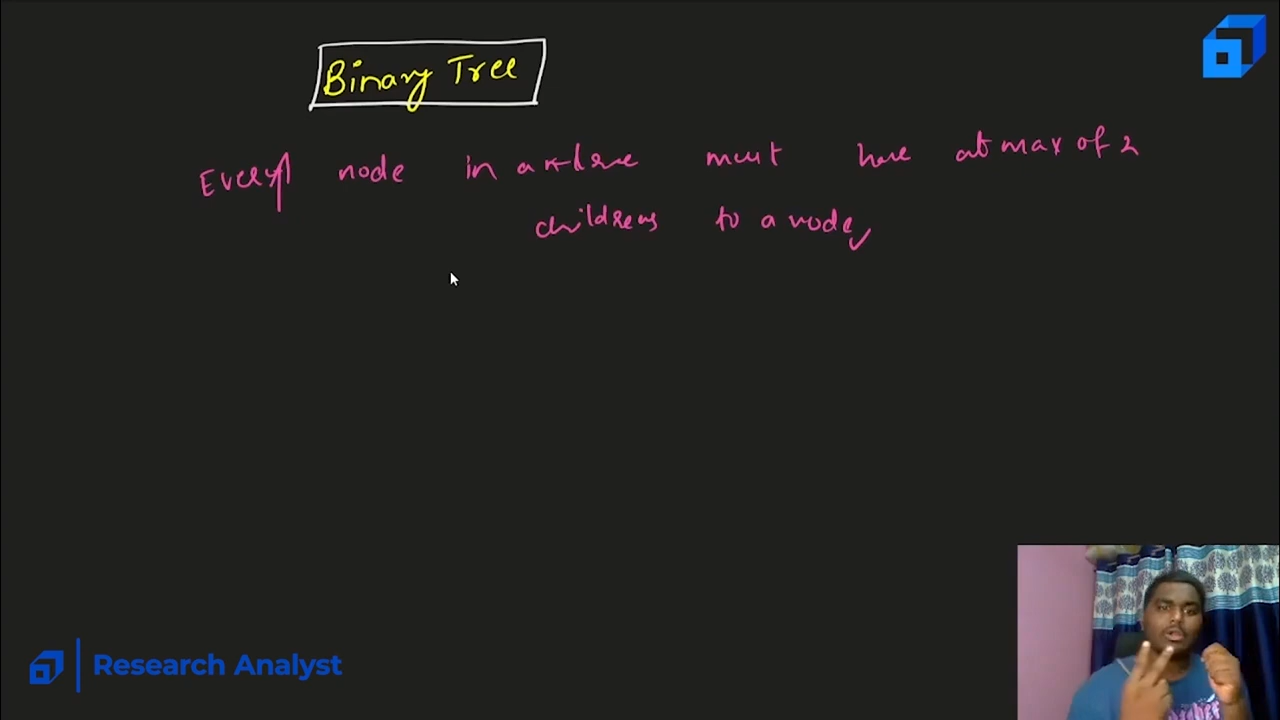 Binary Tree
Every node in a tree must have at max of 2
childrens to a node
Research Analyst